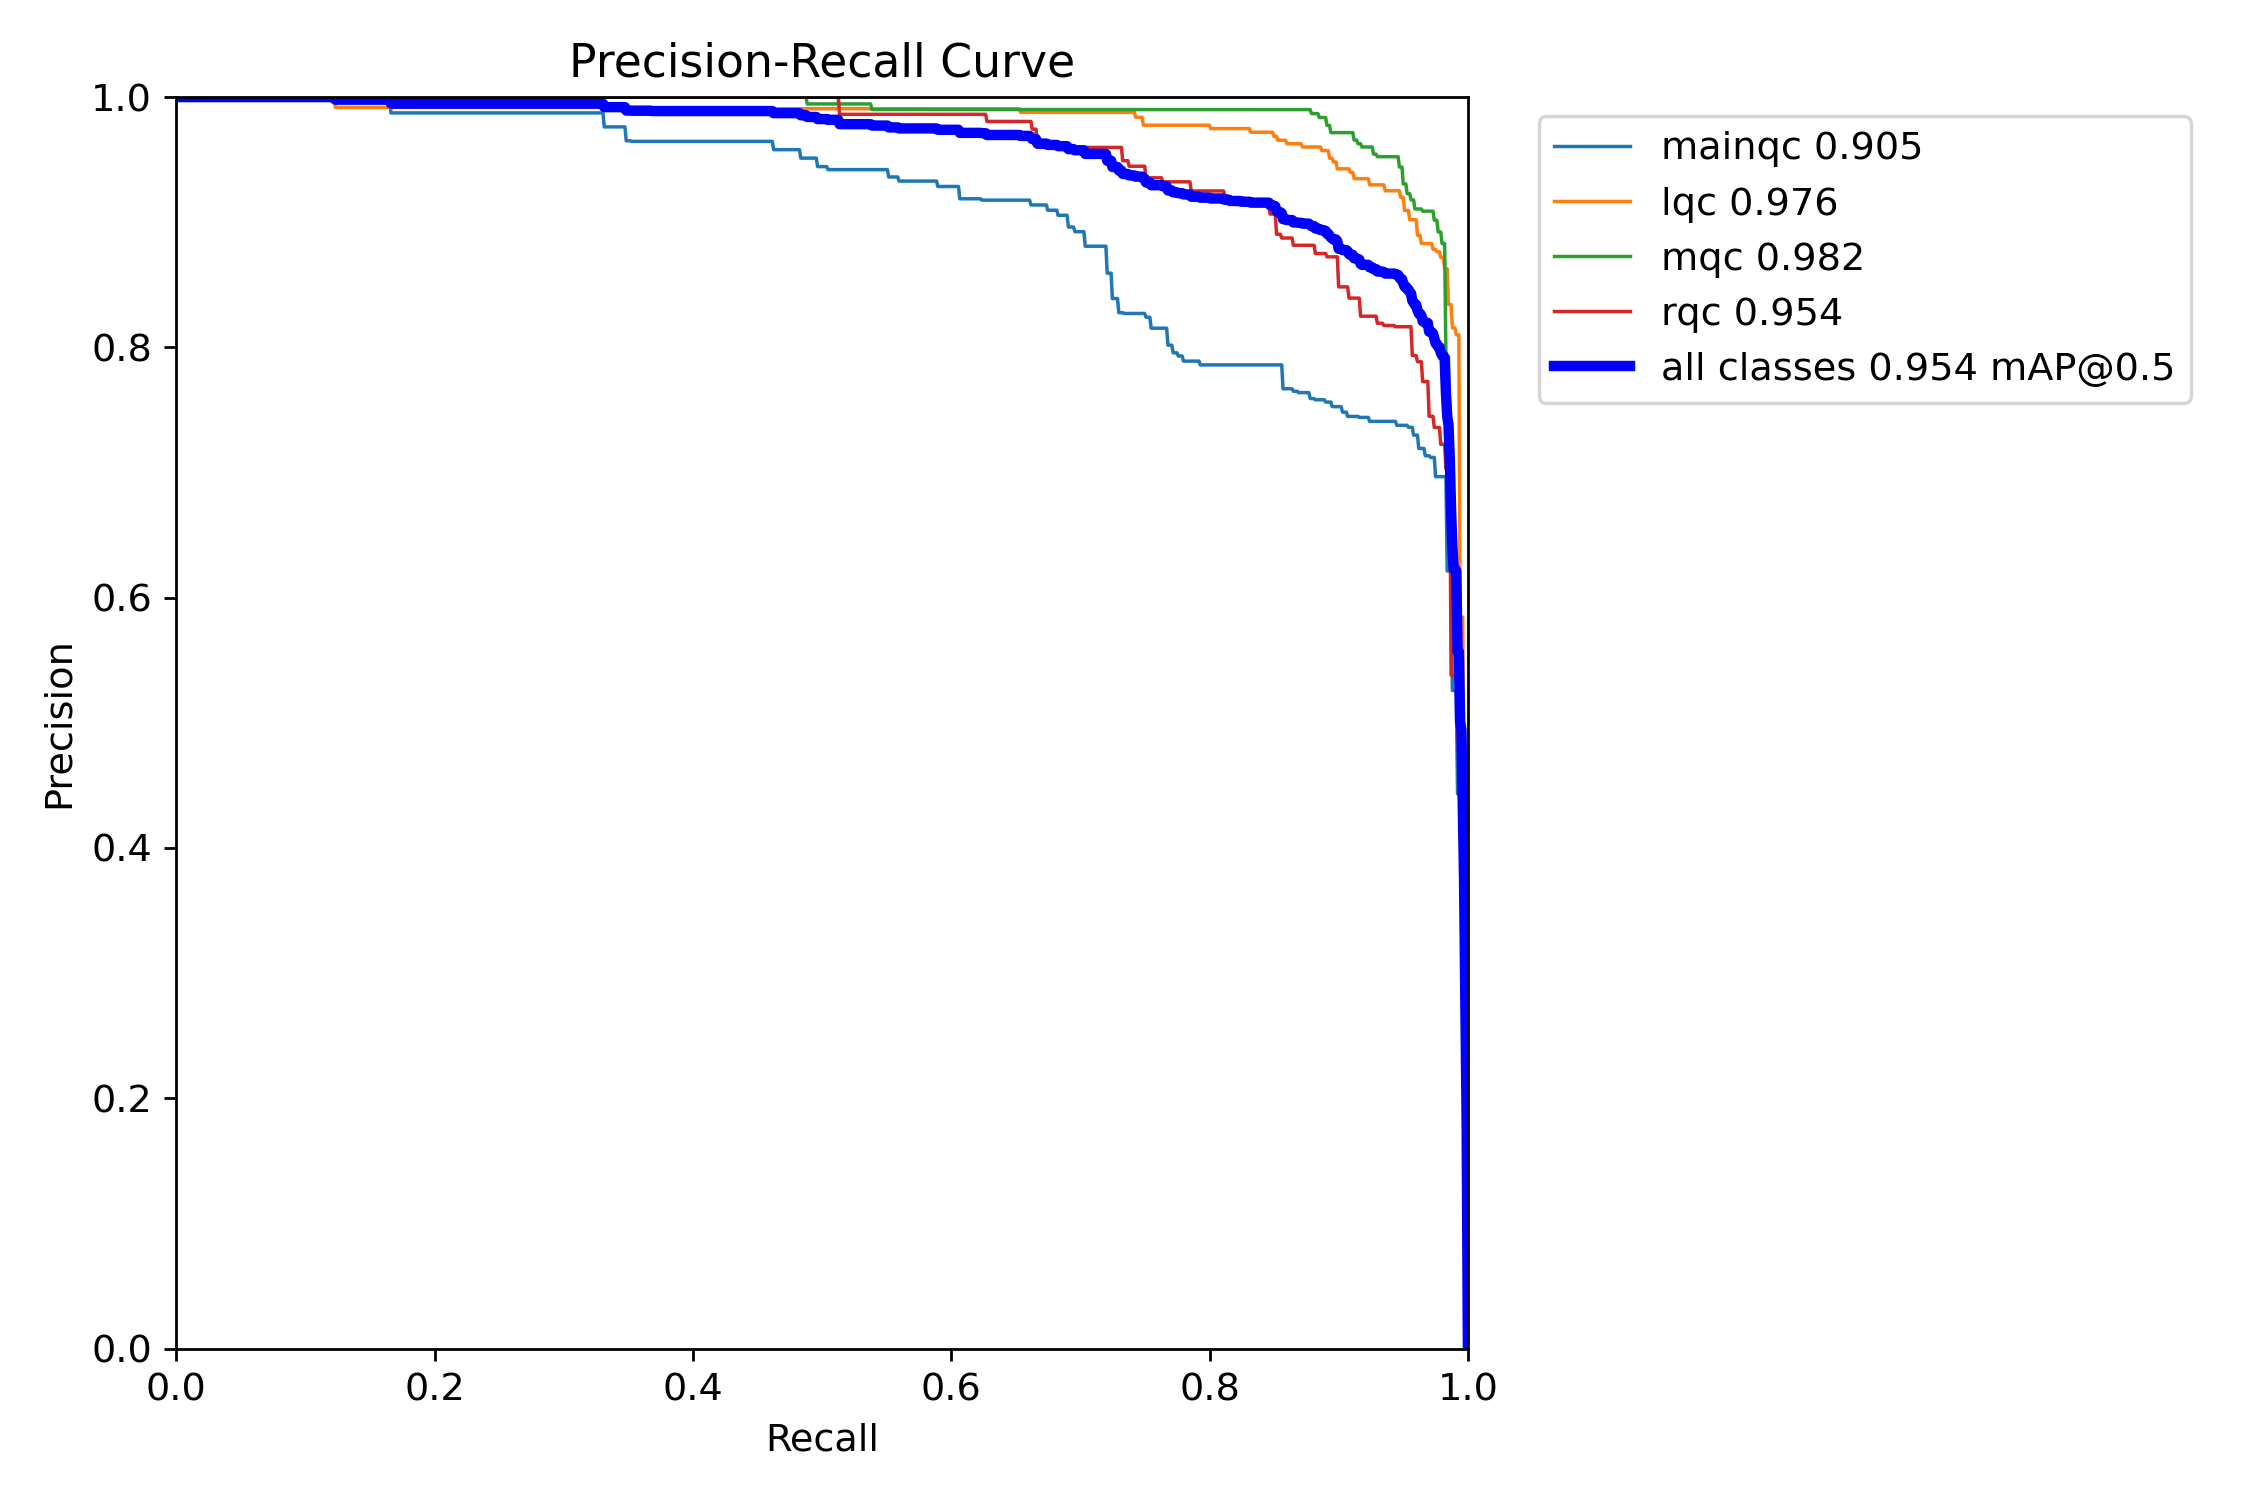 Precision-Recall Curve
1.0
0.8
0.6
0.4
0.2
0.0
Precision
0.0 0.2 0.4 0.6 0.8 1.0
Recall
mainqc 0.905
lqc 0.976
mqc 0.982
rqc 0.954
all classes 0.954 mAP@0.5